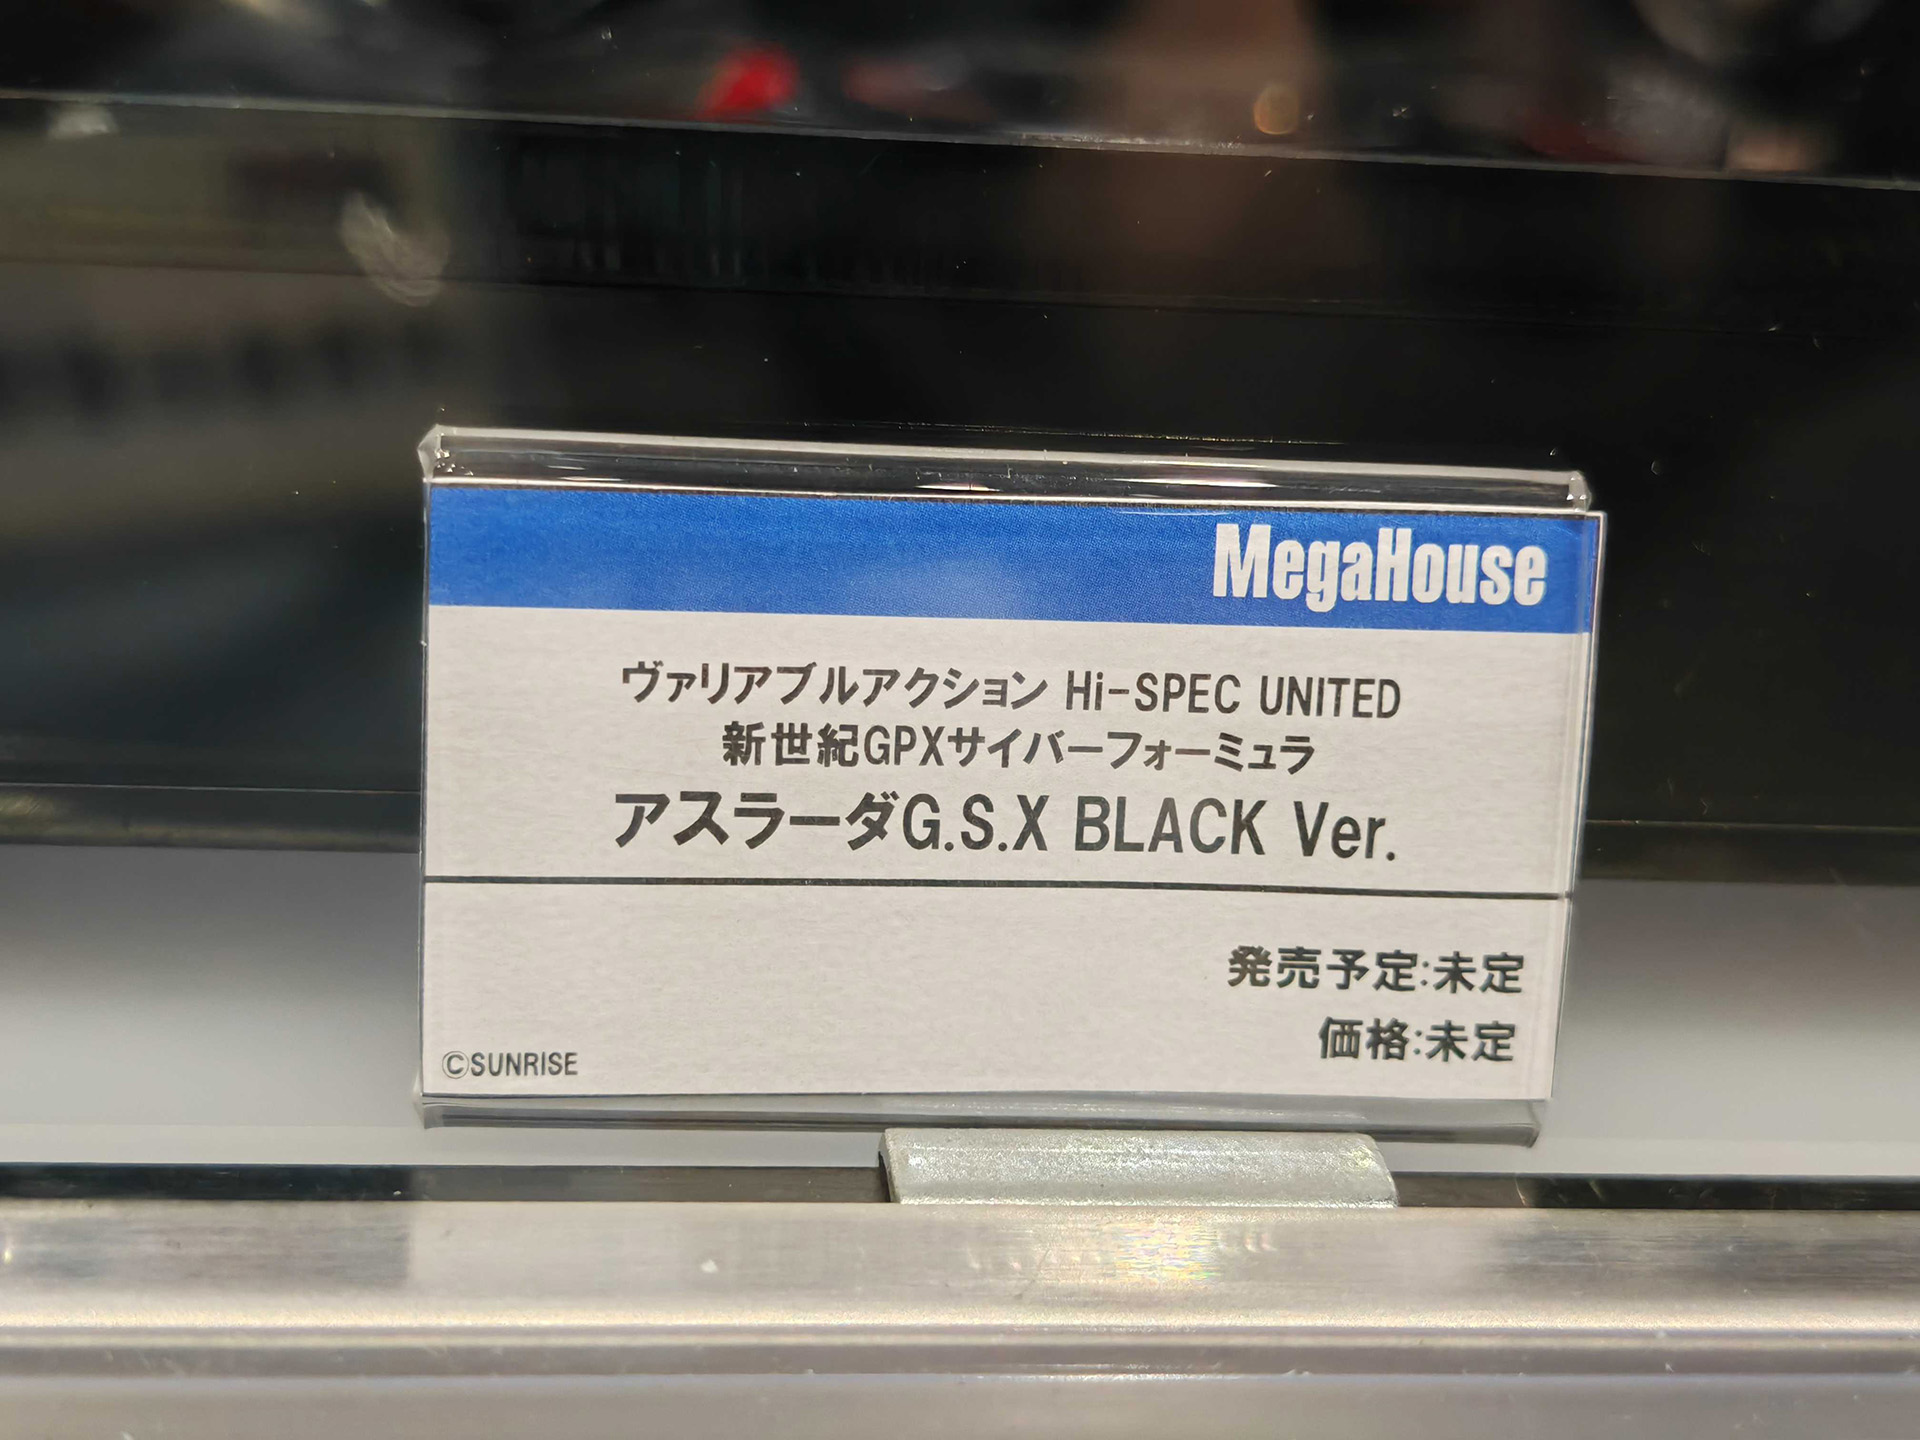 MegaHouse
ヴァリアブルアクション Hi-SPEC UNITED
新世紀GPXサイバーフォーミュラ
アスラーダG.S.X BLACK Ver.
発売予定:未定
価格:未定
©SUNRISE